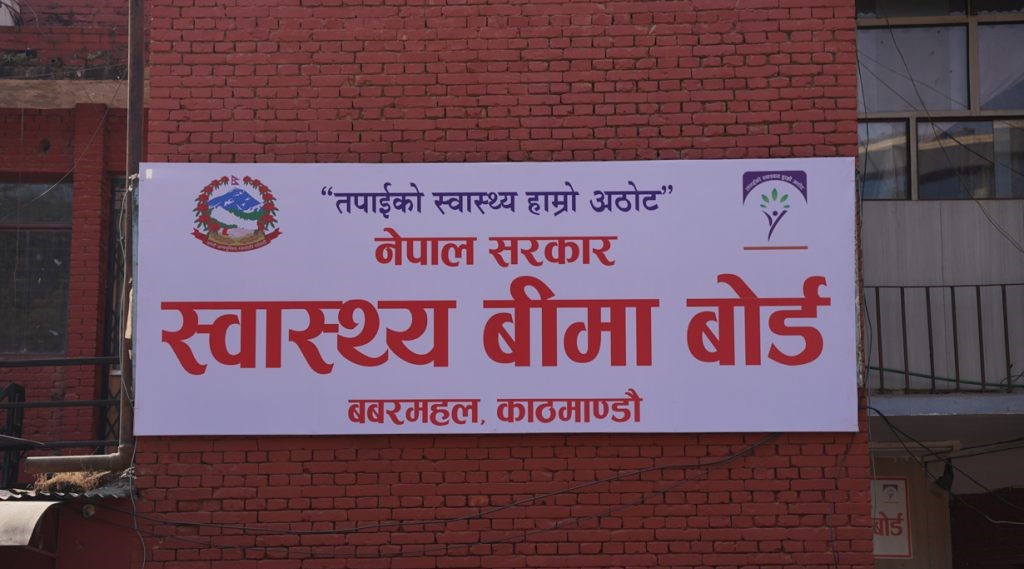 “तपाईको स्वास्थ्य हाम्रो अठोट”
नेपाल सरकार
स्वास्थ्य बीमा बोर्ड
बबरमहल, काठमाण्डौ
बोर्ड